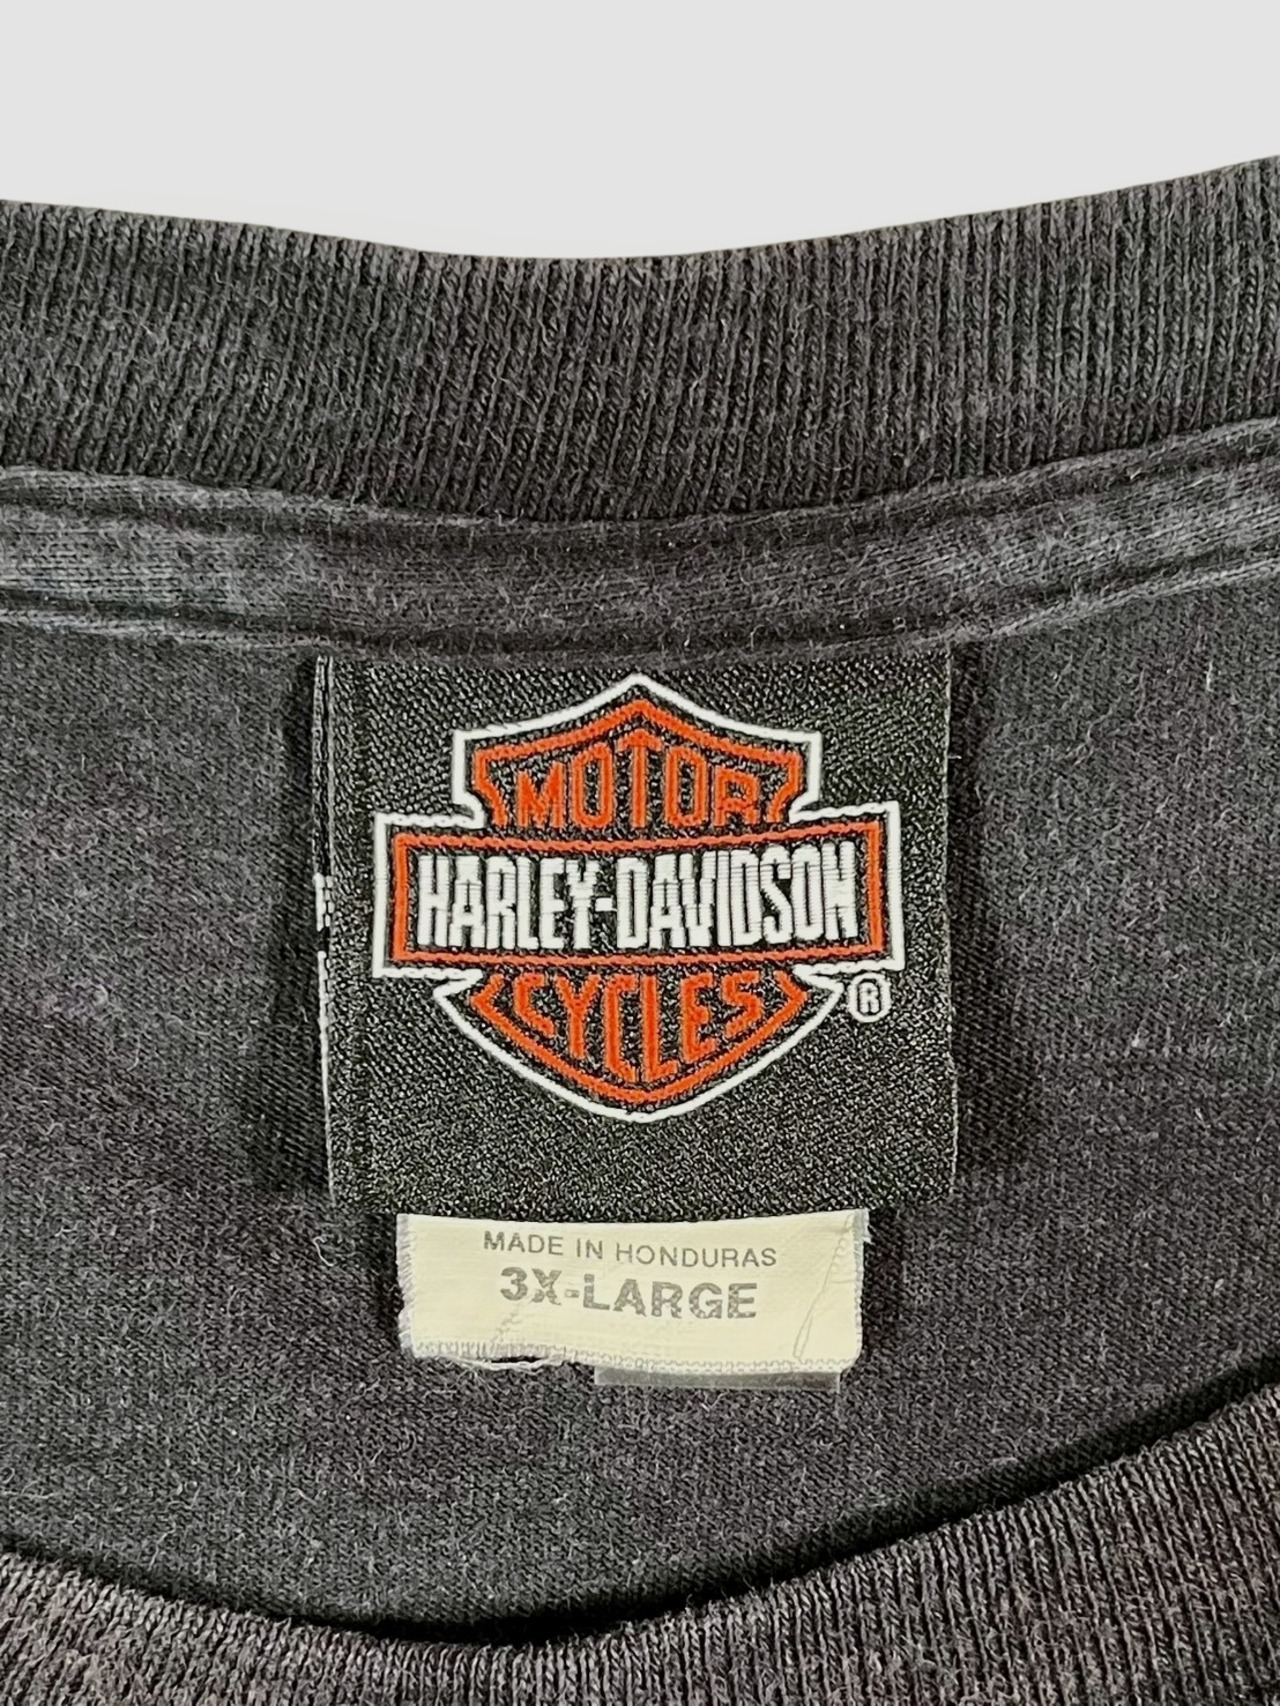 MOTOR
HARLEY-DAVIDSON
CYCLES
®
MADE IN HONDURAS
3X-LARGE